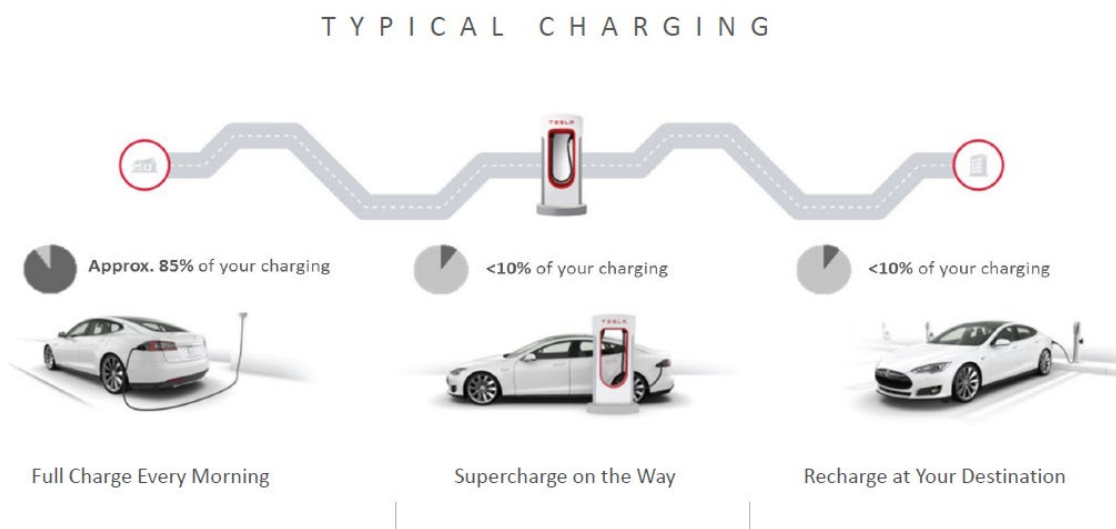 TYPICAL CHARGING
TESLA
Approx. 85% of your charging
<10% of your charging
<10% of your charging
TESLA
Full Charge Every Morning
Supercharge on the Way
Recharge at Your Destination